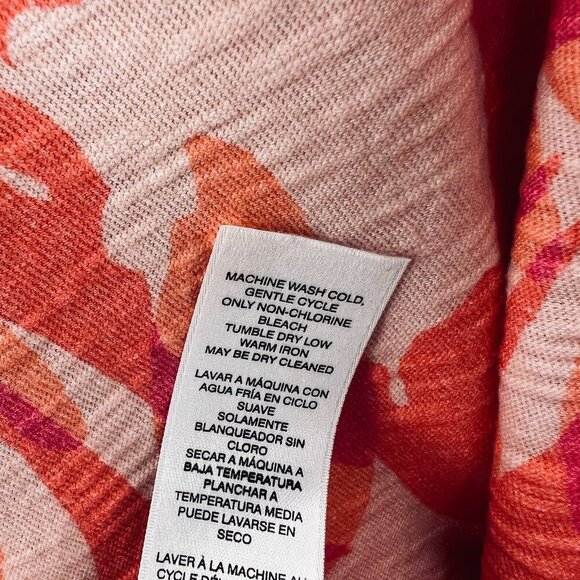 MACHINE WASH COLD,
GENTLE CYCLE
ONLY NON-CHLORINE
BLEACH
TUMBLE DRY LOW
WARM IRON
MAY BE DRY CLEANED
LAVAR A MÁQUINA CON
AGUA FRÍA EN CICLO
SUAVE
SOLAMENTE
BLANQUEADOR SIN
CLORO
SECAR A MÁQUINA A
BAJA TEMPERATURA
PLANCHAR A
TEMPERATURA MEDIA
PUEDE LAVARSE EN
SECO
LAVER À LA MACHINE AU
CYCLE